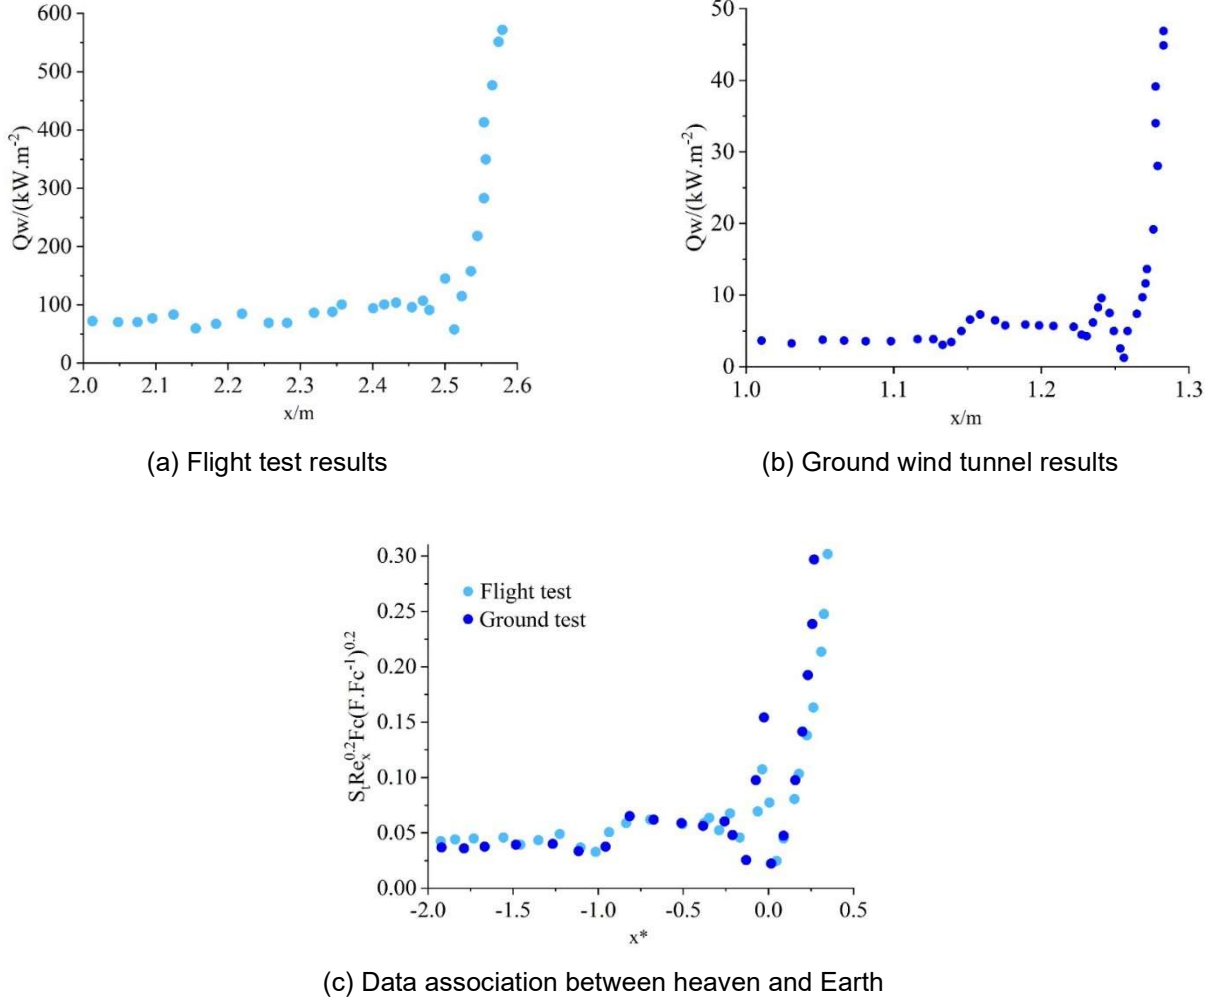 600
500
400
300
200
100
0
Qw/(kW.m-2)
2.0 2.1 2.2 2.3 2.4 2.5 2.6
x/m
(a) Flight test results
50
40
30
20
10
0
Qw/(kW.m-2)
1.0 1.1 1.2 1.3
x/m
(b) Ground wind tunnel results
0.30
0.25
0.20
0.15
0.10
0.05
0.00
StRex0.2Fc(F.Fc-1)0.2
Flight test
Ground test
-2.0 -1.5 -1.0 -0.5 0.0 0.5
x*
(c) Data association between heaven and Earth